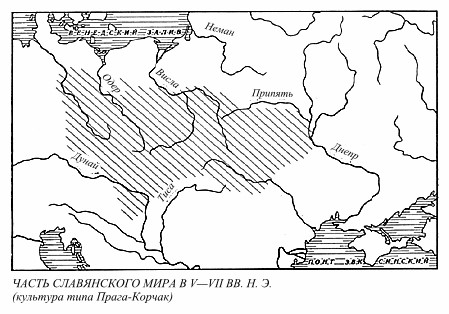 ВЕНЕДСКИЙ ЗАЛИВ
Неман
Одер
Висла
Припять
Дунай
Тиса
Днепр
ПОНТ ЭВКСИНСКИЙ
ЧАСТЬ СЛАВЯНСКОГО МИРА В V—VII ВВ. Н. Э.
(культура типа Прага-Корчак)